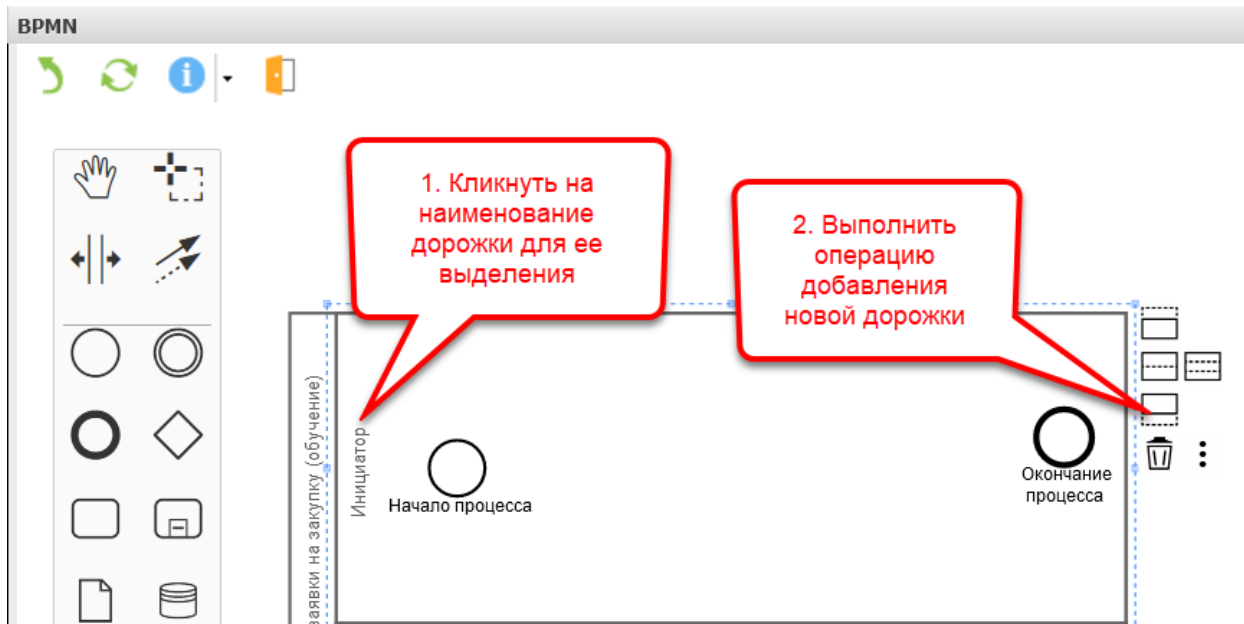 BPMN
1. Кликнуть на
наименование
дорожки для ее
выделения
2. Выполнить
операцию
добавления
новой дорожки
заявки на закупку (обучение)
Инициатор
Начало процесса
Окончание
процесса